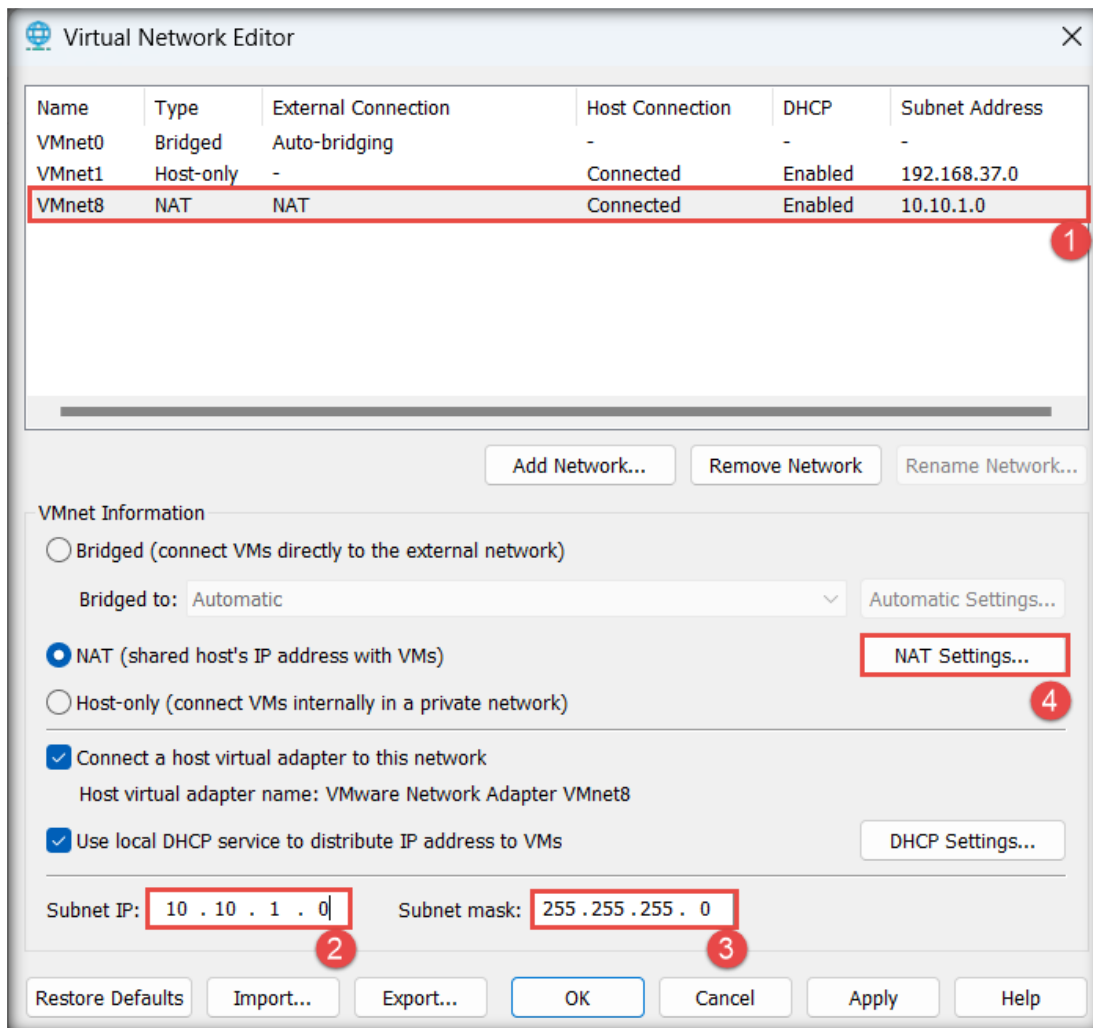 Virtual Network Editor
Name Type External Connection Host Connection DHCP Subnet Address
VMnet0 Bridged Auto-bridging - - -
VMnet1 Host-only - Connected Enabled 192.168.37.0
VMnet8 NAT NAT Connected Enabled 10.10.1.0
1
Add Network... Remove Network Rename Network...
VMnet Information
Bridged (connect VMs directly to the external network)
Bridged to: Automatic Automatic Settings...
NAT (shared host's IP address with VMs) NAT Settings...
Host-only (connect VMs internally in a private network) 4
Connect a host virtual adapter to this network
Host virtual adapter name: VMware Network Adapter VMnet8
Use local DHCP service to distribute IP address to VMs DHCP Settings...
Subnet IP: 10 . 10 . 1 . 0 Subnet mask: 255 . 255 . 255 . 0
2 3
Restore Defaults Import... Export... OK Cancel Apply Help